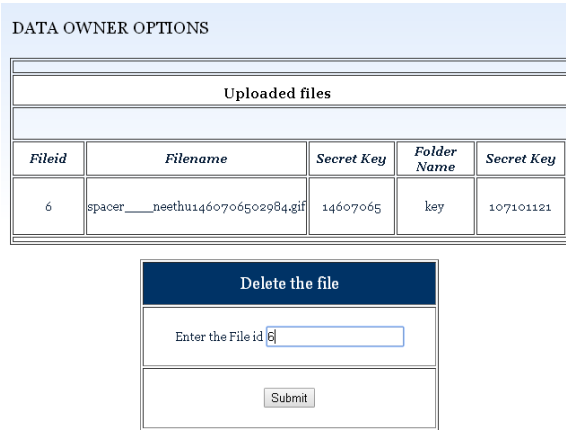 DATA OWNER OPTIONS
Uploaded files
Fileid Filename Secret Key Folder Name Secret Key
6 spacer____neethu1460706502984.gif 14607065 key 107101121
Delete the file
Enter the File id 6
Submit